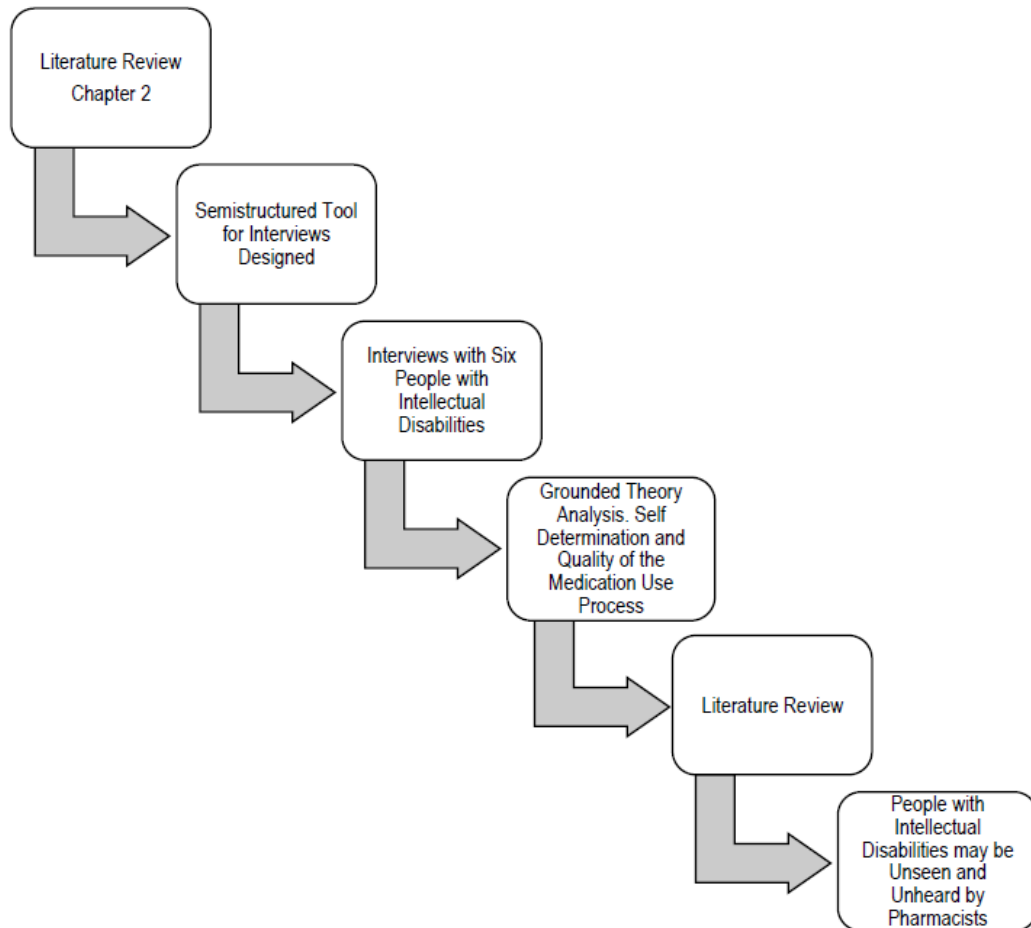 Literature Review
Chapter 2
Semistructured Tool
for Interviews
Designed
Interviews with Six
People with
Intellectual
Disabilities
Grounded Theory
Analysis. Self
Determination and
Quality of the
Medication Use
Process
Literature Review
People with
Intellectual
Disabilities may be
Unseen and
Unheard by
Pharmacists